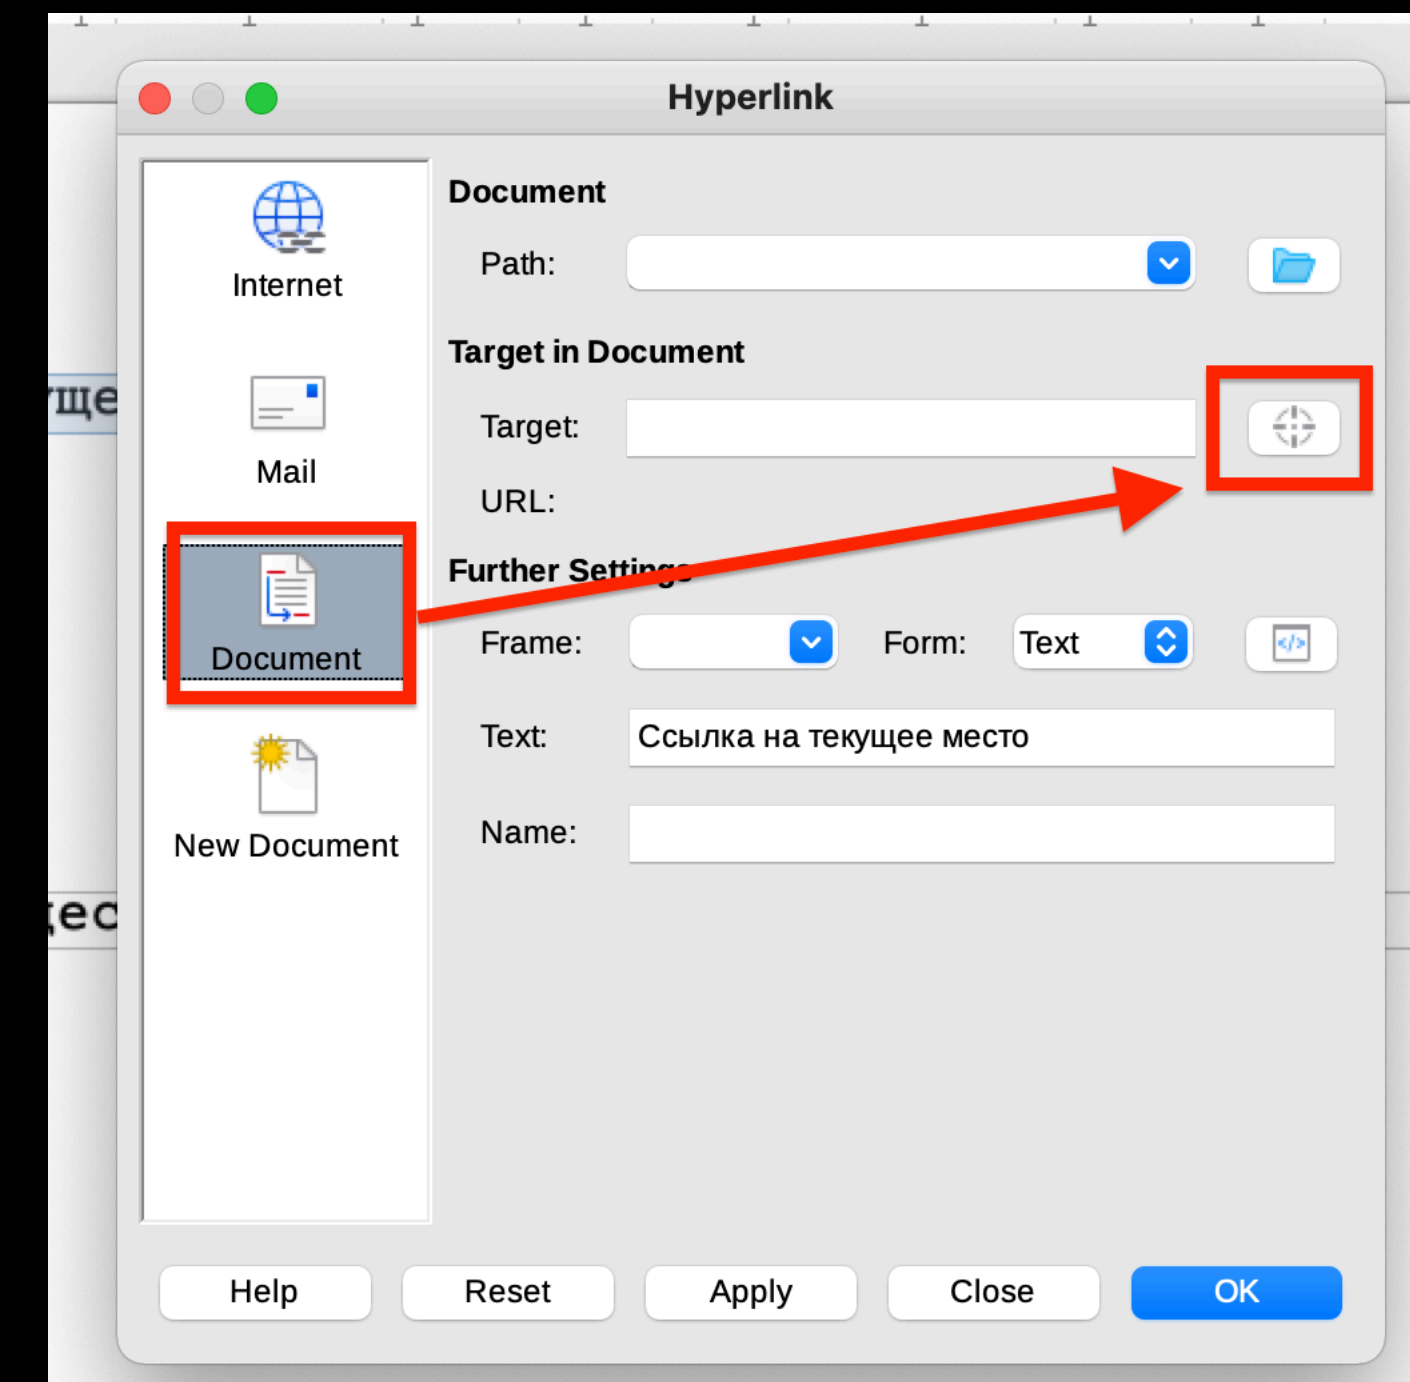 Hyperlink
Internet
Mail
Document
New Document
Document
Path:
Target in Document
Target:
URL:
Further Settings
Frame:
Form:
Text
Text:
Ссылка на текущее место
Name:
Help
Reset
Apply
Close
OK